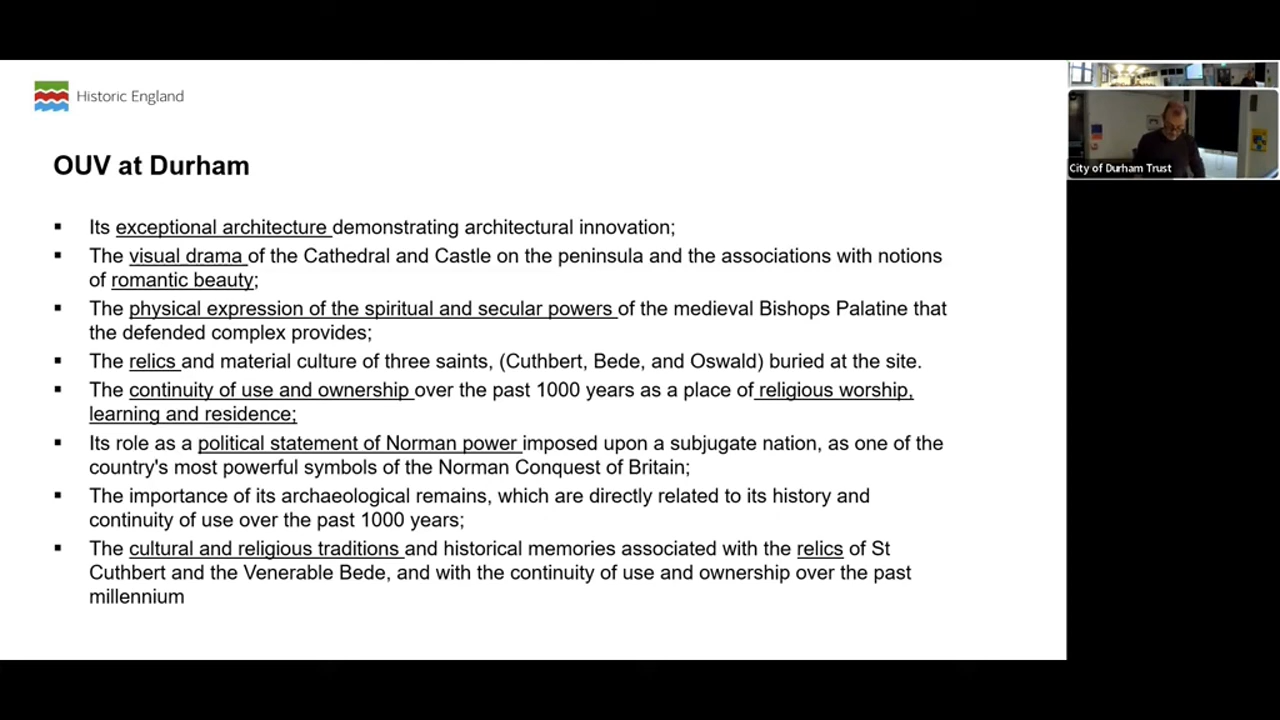 Historic England
OUV at Durham
▪ Its exceptional architecture demonstrating architectural innovation;
▪ The visual drama of the Cathedral and Castle on the peninsula and the associations with notions
of romantic beauty;
▪ The physical expression of the spiritual and secular powers of the medieval Bishops Palatine that
the defended complex provides;
▪ The relics and material culture of three saints, (Cuthbert, Bede, and Oswald) buried at the site.
▪ The continuity of use and ownership over the past 1000 years as a place of religious worship,
learning and residence;
▪ Its role as a political statement of Norman power imposed upon a subjugate nation, as one of the
country's most powerful symbols of the Norman Conquest of Britain;
▪ The importance of its archaeological remains, which are directly related to its history and
continuity of use over the past 1000 years;
▪ The cultural and religious traditions and historical memories associated with the relics of St
Cuthbert and the Venerable Bede, and with the continuity of use and ownership over the past
millennium
City of Durham Trust